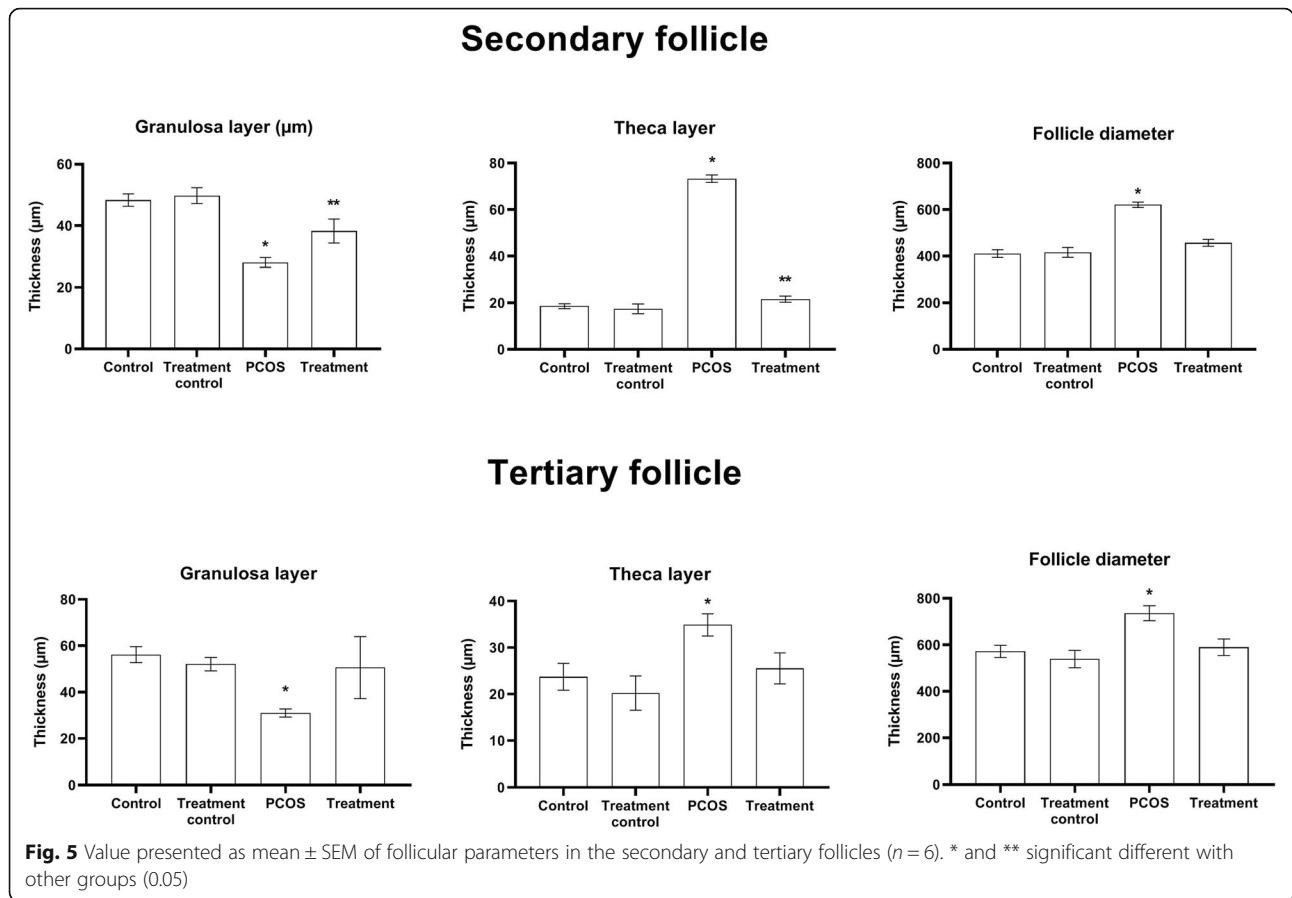 Secondary follicle
Granulosa layer (µm)
Thickness (µm)
60
40
20
0
*
**
Control
Treatment
control
PCOS
Treatment
Theca layer
Thickness (µm)
80
60
40
20
0
*
**
Control
Treatment
control
PCOS
Treatment
Follicle diameter
Thickness (µm)
800
600
400
200
0
*
Control
Treatment
control
PCOS
Treatment
Tertiary follicle
Granulosa layer
Thickness (µm)
80
60
40
20
0
*
Control
Treatment
control
PCOS
Treatment
Theca layer
Thickness (µm)
40
30
20
10
0
*
Control
Treatment
control
PCOS
Treatment
Follicle diameter
Thickness (µm)
800
600
400
200
0
*
Control
Treatment
control
PCOS
Treatment
Fig. 5 Value presented as mean ± SEM of follicular parameters in the secondary and tertiary follicles (n = 6). * and ** significant different with
other groups (0.05)